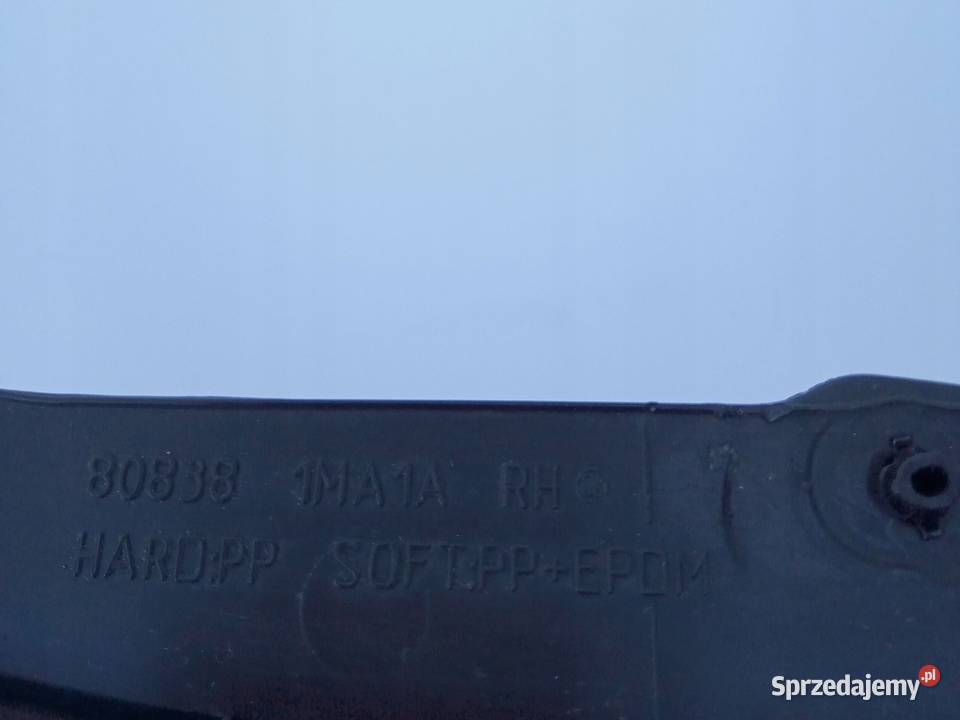 80838 1MA1A RH
HARD:PP SOFT:PP+EPDM
Sprzedajemy.pl